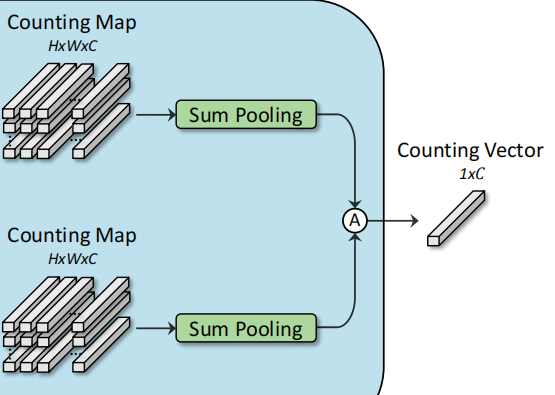 Counting Map
HxWxC
Sum Pooling
Counting Vector
1xC
A
Counting Map
HxWxC
Sum Pooling